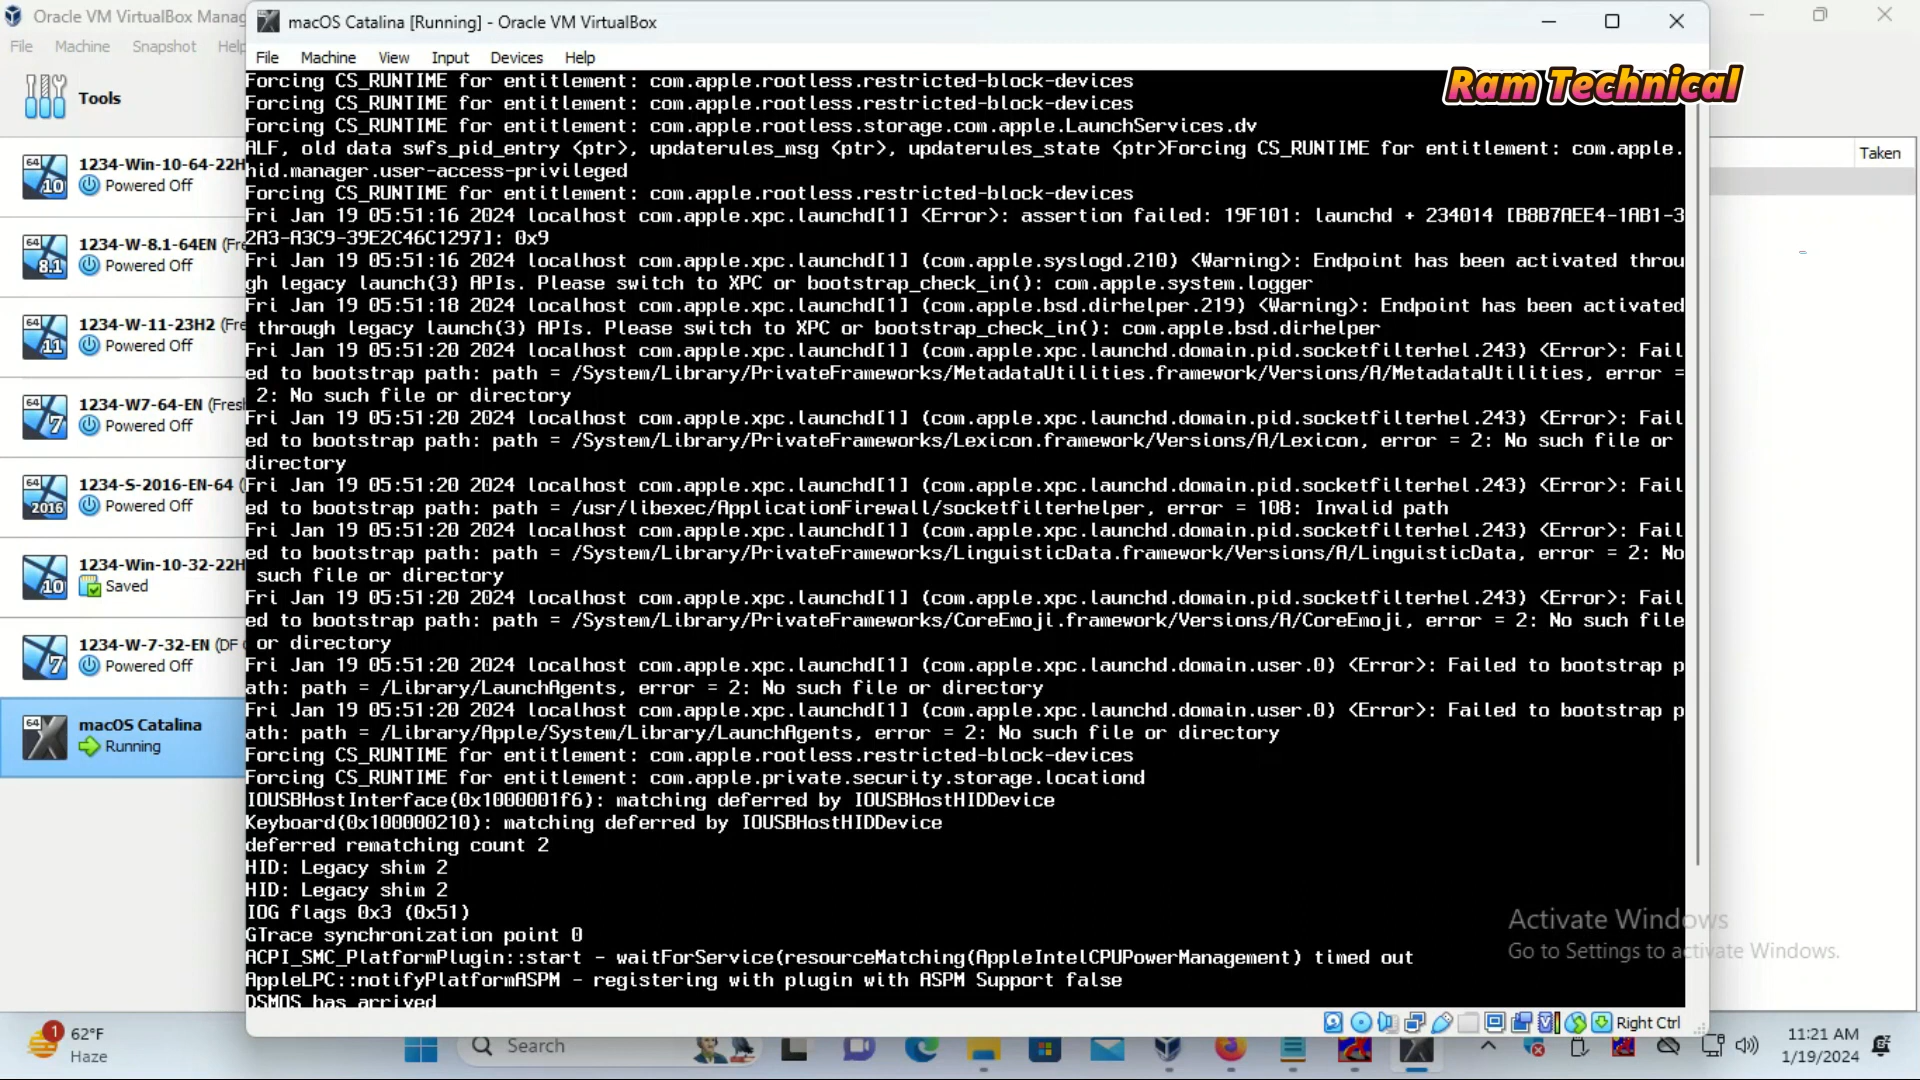 Oracle VM VirtualBox Manag
File Machine Snapshot Help
Tools
1234-Win-10-64-22H
Powered Off
1234-W-8.1-64EN (Fre
Powered Off
1234-W-11-23H2 (Fre
Powered Off
1234-W7-64-EN (Fresh
Powered Off
1234-S-2016-EN-64 (
Powered Off
1234-Win-10-32-22H
Saved
1234-W-7-32-EN (DF
Powered Off
macOS Catalina
Running
64
10
64
8.1
64
11
64
7
64
2016
64
10
64
7
64
macOS Catalina [Running] - Oracle VM VirtualBox
File Machine View Input Devices Help
Ram Technical
Taken
Forcing CS_RUNTIME for entitlement: com.apple.rootless.restricted-block-devices
Forcing CS_RUNTIME for entitlement: com.apple.rootless.restricted-block-devices
Forcing CS_RUNTIME for entitlement: com.apple.rootless.storage.com.apple.LaunchServices.dv
ALF, old data swfs_pid_entry <ptr>, updaterules_msg <ptr>, updaterules_state <ptr>Forcing CS_RUNTIME for entitlement: com.apple.
hid.manager.user-access-privileged
Forcing CS_RUNTIME for entitlement: com.apple.rootless.restricted-block-devices
Fri Jan 19 05:51:16 2024 localhost com.apple.xpc.launchd[1] <Error>: assertion failed: 19F101: launchd + 234014 [B8B7AEE4-1AB1-3
2A3-A3C9-39E2C46C1297]: 0x9
Fri Jan 19 05:51:16 2024 localhost com.apple.xpc.launchd[1] (com.apple.syslogd.210) <Warning>: Endpoint has been activated throu
gh legacy launch(3) APIs. Please switch to XPC or bootstrap_check_in(): com.apple.system.logger
Fri Jan 19 05:51:18 2024 localhost com.apple.xpc.launchd[1] (com.apple.bsd.dirhelper.219) <Warning>: Endpoint has been activated
through legacy launch(3) APIs. Please switch to XPC or bootstrap_check_in(): com.apple.bsd.dirhelper
Fri Jan 19 05:51:20 2024 localhost com.apple.xpc.launchd[1] (com.apple.xpc.launchd.domain.pid.socketfilterhel.243) <Error>: Fail
ed to bootstrap path: path = /System/Library/PrivateFrameworks/MetadataUtilities.framework/Versions/A/MetadataUtilities, error =
2: No such file or directory
Fri Jan 19 05:51:20 2024 localhost com.apple.xpc.launchd[1] (com.apple.xpc.launchd.domain.pid.socketfilterhel.243) <Error>: Fail
ed to bootstrap path: path = /System/Library/PrivateFrameworks/Lexicon.framework/Versions/A/Lexicon, error = 2: No such file or
directory
Fri Jan 19 05:51:20 2024 localhost com.apple.xpc.launchd[1] (com.apple.xpc.launchd.domain.pid.socketfilterhel.243) <Error>: Fail
ed to bootstrap path: path = /usr/libexec/ApplicationFirewall/socketfilterhelper, error = 108: Invalid path
Fri Jan 19 05:51:20 2024 localhost com.apple.xpc.launchd[1] (com.apple.xpc.launchd.domain.pid.socketfilterhel.243) <Error>: Fail
ed to bootstrap path: path = /System/Library/PrivateFrameworks/LinguisticData.framework/Versions/A/LinguisticData, error = 2: No
such file or directory
Fri Jan 19 05:51:20 2024 localhost com.apple.xpc.launchd[1] (com.apple.xpc.launchd.domain.pid.socketfilterhel.243) <Error>: Fail
ed to bootstrap path: path = /System/Library/PrivateFrameworks/CoreEmoji.framework/Versions/A/CoreEmoji, error = 2: No such file
or directory
Fri Jan 19 05:51:20 2024 localhost com.apple.xpc.launchd[1] (com.apple.xpc.launchd.domain.user.0) <Error>: Failed to bootstrap p
ath: path = /Library/LaunchAgents, error = 2: No such file or directory
Fri Jan 19 05:51:20 2024 localhost com.apple.xpc.launchd[1] (com.apple.xpc.launchd.domain.user.0) <Error>: Failed to bootstrap p
ath: path = /Library/Apple/System/Library/LaunchAgents, error = 2: No such file or directory
Forcing CS_RUNTIME for entitlement: com.apple.rootless.restricted-block-devices
Forcing CS_RUNTIME for entitlement: com.apple.private.security.storage.locationd
IOUSBHostInterface(0x1000001f6): matching deferred by IOUSBHostHIDDevice
Keyboard(0x100000210): matching deferred by IOUSBHostHIDDevice
deferred rematching count 2
HID: Legacy shim 2
HID: Legacy shim 2
IOG flags 0x3 (0x51)
GTrace synchronization point 0
ACPI_SMC_PlatformPlugin::start - waitForService(resourceMatching(AppleIntelCPUPowerManagement) timed out
AppleLPC::notifyPlatformASPM - registering with plugin with ASPM Support false
DSMOS has arrived
Activate Windows
Go to Settings to activate Windows.
Right Ctrl
1
62°F
Haze
Search
11:21 AM
1/19/2024